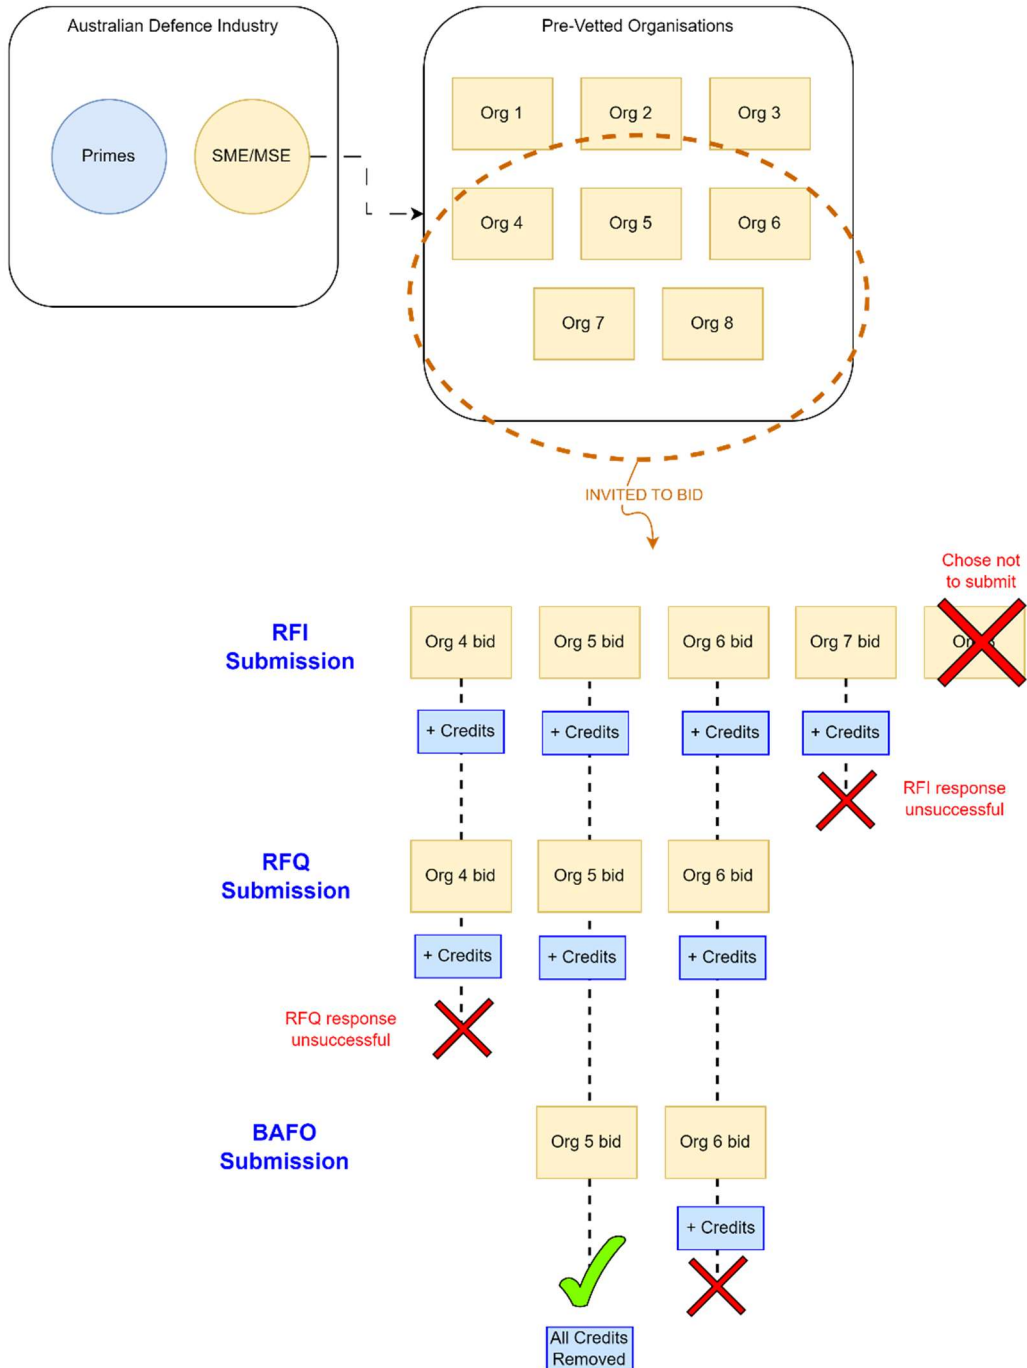 Australian Defence Industry
Primes
SME/MSE
Pre-Vetted Organisations
Org 1
Org 2
Org 3
Org 4
Org 5
Org 6
Org 7
Org 8
INVITED TO BID
Chose not
to submit
RFI
Submission
Org 4 bid
Org 5 bid
Org 6 bid
Org 7 bid
+ Credits
+ Credits
+ Credits
+ Credits
RFI response
unsuccessful
RFQ
Submission
Org 4 bid
Org 5 bid
Org 6 bid
+ Credits
+ Credits
+ Credits
RFQ response
unsuccessful
BAFO
Submission
Org 5 bid
Org 6 bid
+ Credits
All Credits
Removed